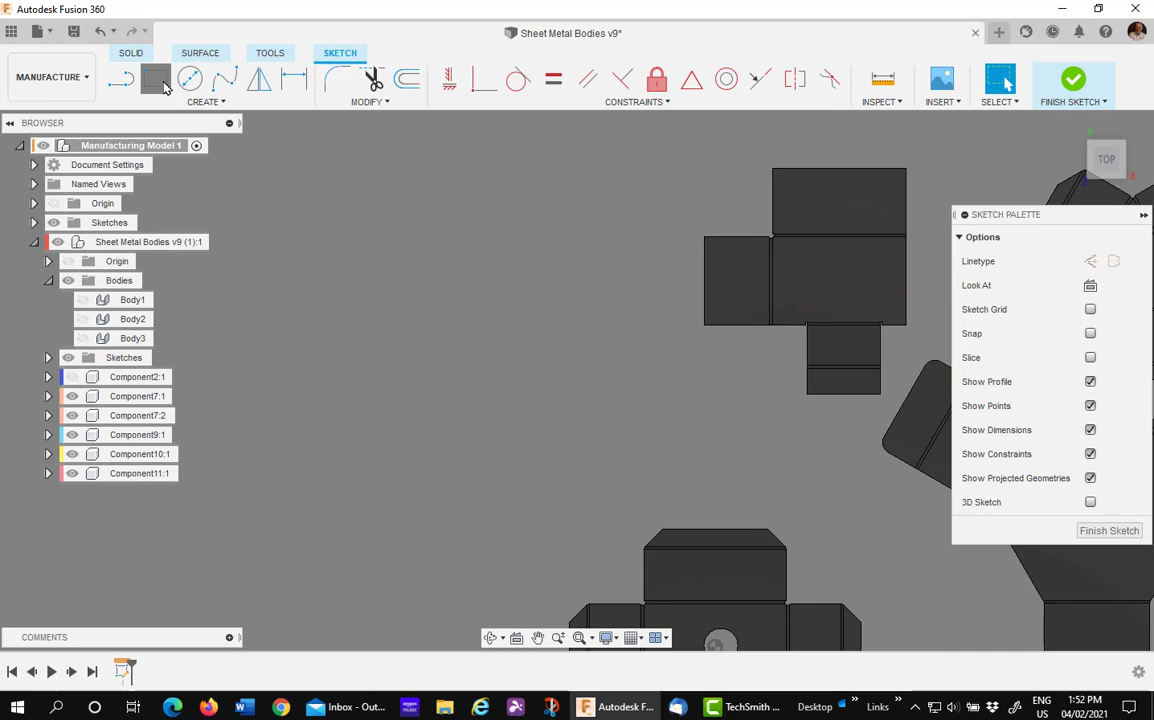 Autodesk Fusion 360
Sheet Metal Bodies v9*
SOLID SURFACE TOOLS SKETCH
MANUFACTURE
CREATE MODIFY CONSTRAINTS INSPECT INSERT SELECT FINISH SKETCH
BROWSER
Manufacturing Model 1
Document Settings
Named Views
Origin
Sketches
Sheet Metal Bodies v9 (1):1
Origin
Bodies
Body1
Body2
Body3
Sketches
Component2:1
Component7:1
Component7:2
Component9:1
Component10:1
Component11:1
TOP
X
SKETCH PALETTE
Options
Linetype
Look At
Sketch Grid
Snap
Slice
Show Profile
Show Points
Show Dimensions
Show Constraints
Show Projected Geometries
3D Sketch
Finish Sketch
COMMENTS
Inbox - Out...
Autodesk F...
TechSmith ...
Desktop
Links
ENG
US
1:52 PM
04/02/2021